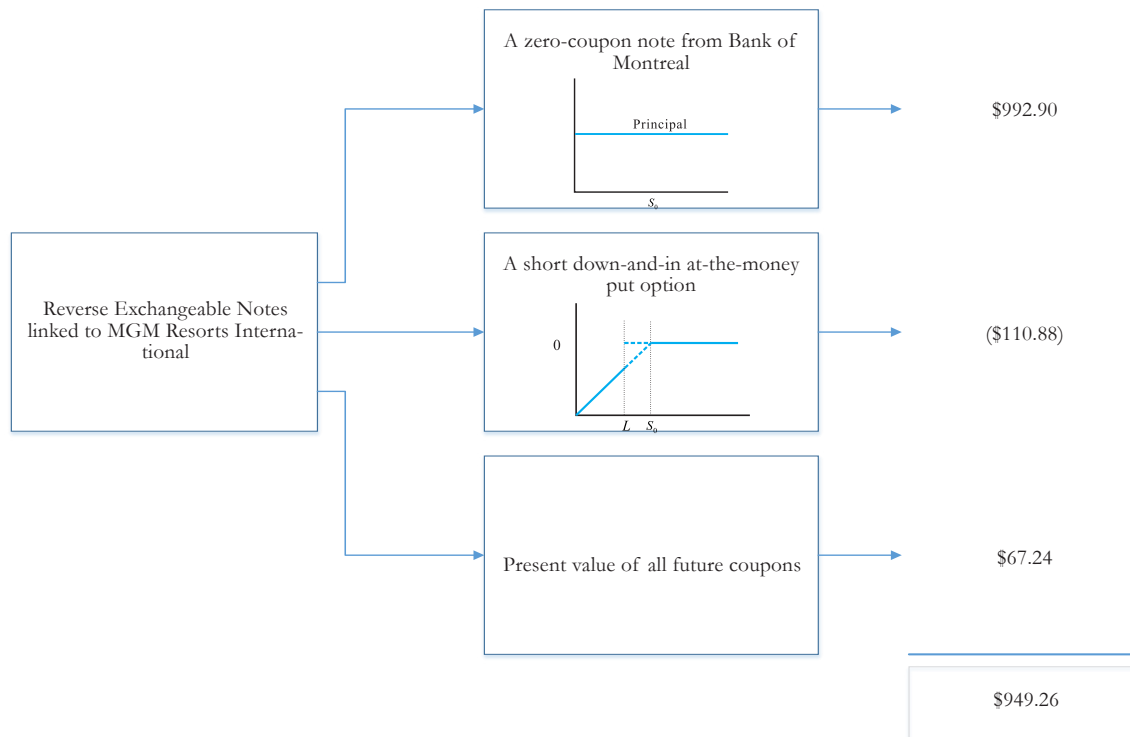 A zero-coupon note from Bank of
Montreal
Principal
S₀
$992.90
Reverse Exchangeable Notes
linked to MGM Resorts Interna-
tional
A short down-and-in at-the-money
put option
0
L S₀
($110.88)
Present value of all future coupons
$67.24
$949.26